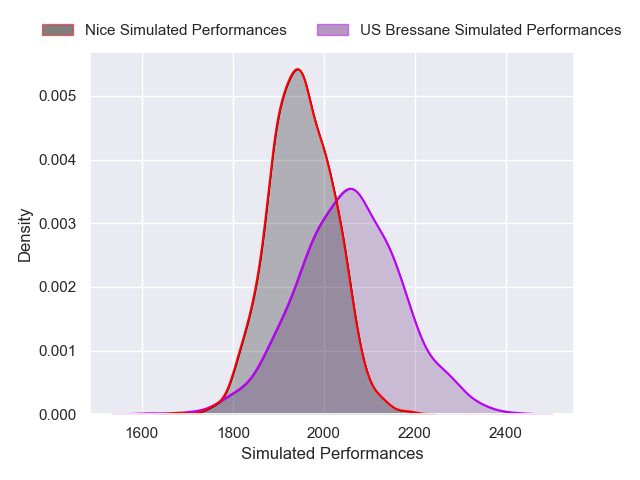 Nice Simulated Performances
US Bressane Simulated Performances
0.005
0.004
0.003
0.002
0.001
0.000
Density
1600
1800
2000
2200
2400
Simulated Performances